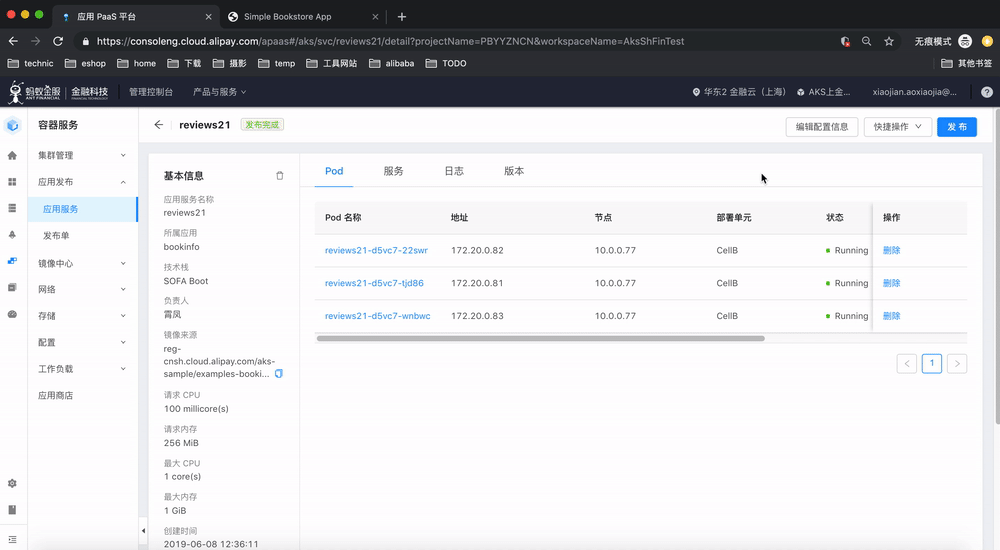 应用 PaaS 平台
Simple Bookstore App
https://consoleng.cloud.alipay.com/apaas#/aks/svc/reviews21/detail?projectName=PBYYZNCN&workspaceName=AksShFinTest
无痕模式
technic
eshop
home
下载
摄影
temp
工具网站
alibaba
TODO
其他书签
蚂蚁金服 金融科技
ANT FINANCIAL FINANCIAL TECHNOLOGY
管理控制台
产品与服务
华东2 金融云（上海）
AKS上金...
xiaojian.aoxiaojia@...
容器服务
集群管理
应用发布
应用服务
发布单
镜像中心
网络
存储
配置
工作负载
应用商店
reviews21
发布完成
编辑配置信息
快捷操作
发 布
基本信息
应用服务名称
reviews21
所属应用
bookinfo
技术栈
SOFA Boot
负责人
霄凤
镜像来源
reg-
cnsh.cloud.alipay.com/aks-
sample/examples-booki...
请求 CPU
100 millicore(s)
请求内存
256 MiB
最大 CPU
1 core(s)
最大内存
1 GiB
创建时间
2019-06-08 12:36:11
Pod
服务
日志
版本
Pod 名称 地址 节点 部署单元 状态 操作
reviews21-d5vc7-22swr 172.20.0.82 10.0.0.77 CellB Running 删除
reviews21-d5vc7-tjd86 172.20.0.81 10.0.0.77 CellB Running 删除
reviews21-d5vc7-wnbwc 172.20.0.83 10.0.0.77 CellB Running 删除
1